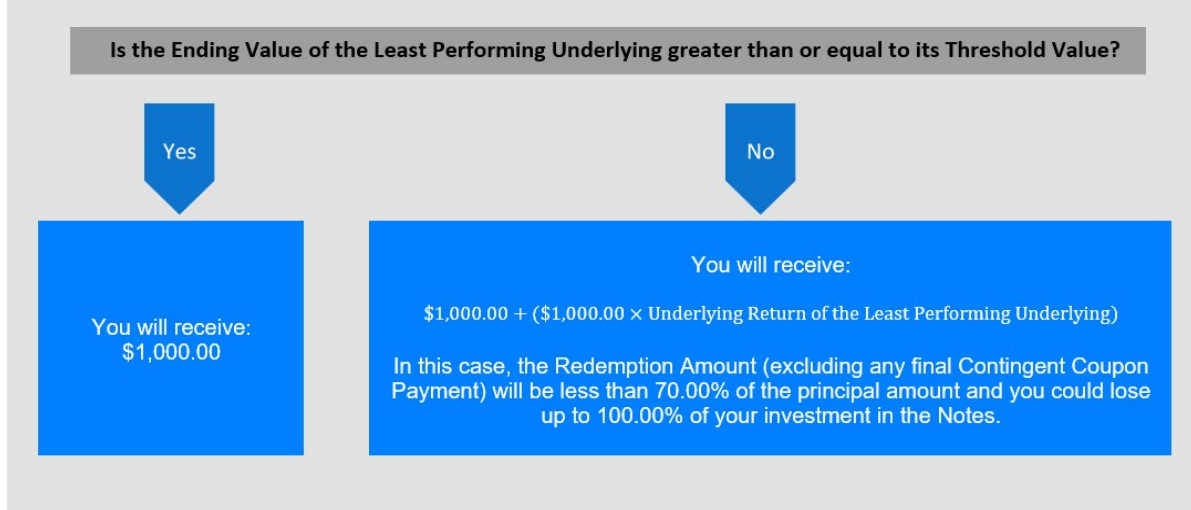 Is the Ending Value of the Least Performing Underlying greater than or equal to its Threshold Value?
Yes
No
You will receive:
$1,000.00
You will receive:
$1,000.00 + ($1,000.00 × Underlying Return of the Least Performing Underlying)
In this case, the Redemption Amount (excluding any final Contingent Coupon
Payment) will be less than 70.00% of the principal amount and you could lose
up to 100.00% of your investment in the Notes.